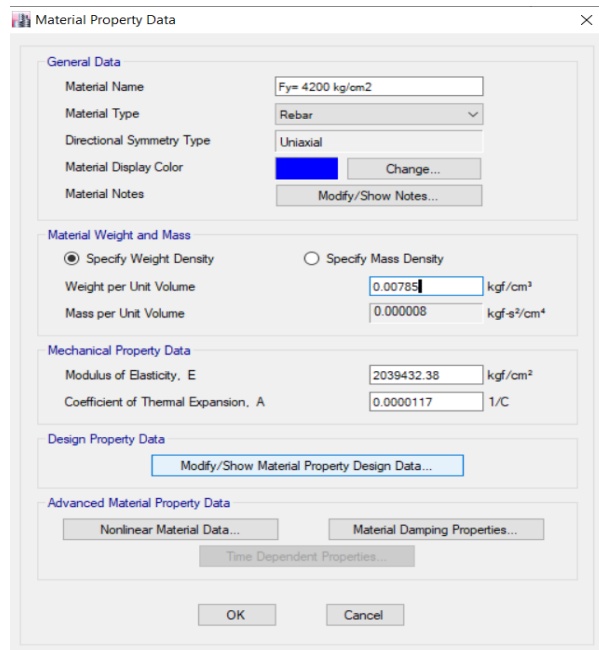 Material Property Data
General Data
Material Name Fy= 4200 kg/cm2
Material Type Rebar
Directional Symmetry Type Uniaxial
Material Display Color Change...
Material Notes Modify/Show Notes...
Material Weight and Mass
Specify Weight Density Specify Mass Density
Weight per Unit Volume 0.00785 kgf/cm³
Mass per Unit Volume 0.000008 kgf-s²/cm⁴
Mechanical Property Data
Modulus of Elasticity, E 2039432.38 kgf/cm²
Coefficient of Thermal Expansion, A 0.0000117 1/C
Design Property Data
Modify/Show Material Property Design Data...
Advanced Material Property Data
Nonlinear Material Data... Material Damping Properties...
Time Dependent Properties...
OK Cancel